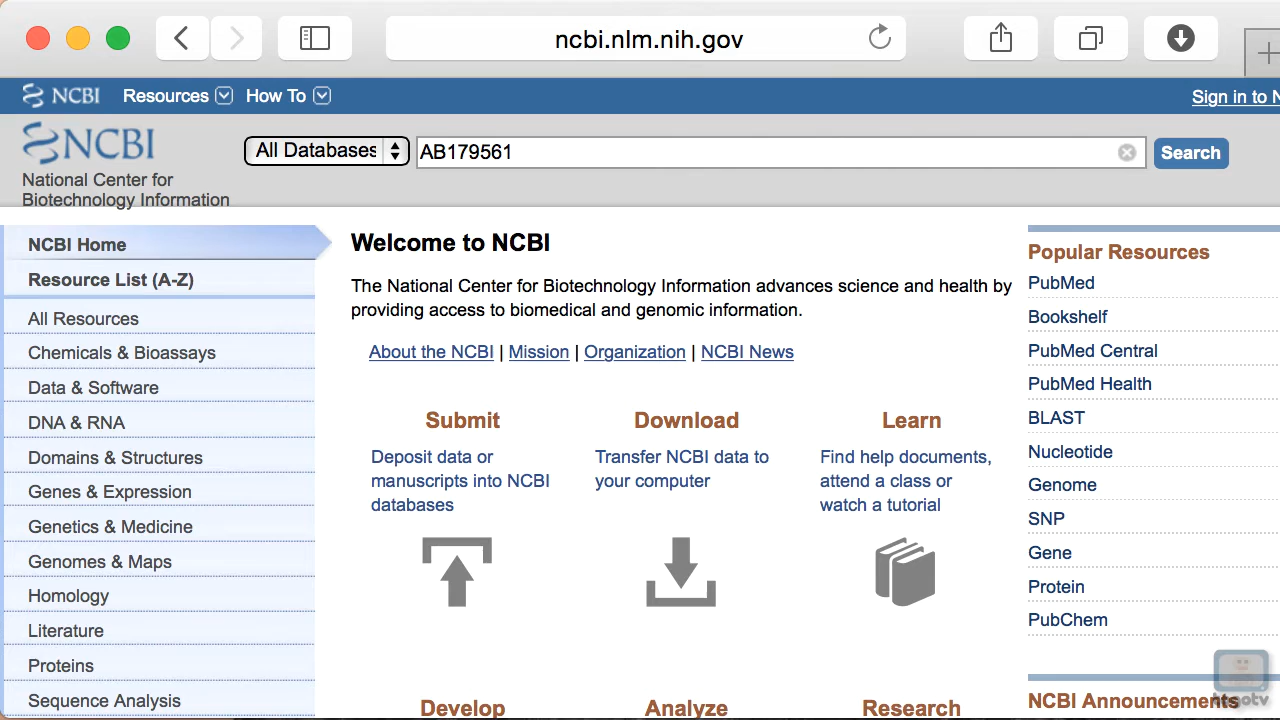 ncbi.nlm.nih.gov
NCBI Resources How To Sign in to N
NCBI All Databases AB179561 Search
National Center for
Biotechnology Information
NCBI Home
Resource List (A-Z)
All Resources
Chemicals & Bioassays
Data & Software
DNA & RNA
Domains & Structures
Genes & Expression
Genetics & Medicine
Genomes & Maps
Homology
Literature
Proteins
Sequence Analysis
Welcome to NCBI
The National Center for Biotechnology Information advances science and health by
providing access to biomedical and genomic information.
About the NCBI | Mission | Organization | NCBI News
Submit
Deposit data or
manuscripts into NCBI
databases
Download
Transfer NCBI data to
your computer
Learn
Find help documents,
attend a class or
watch a tutorial
Develop
Analyze
Research
Popular Resources
PubMed
Bookshelf
PubMed Central
PubMed Health
BLAST
Nucleotide
Genome
SNP
Gene
Protein
PubChem
NCBI Announcements